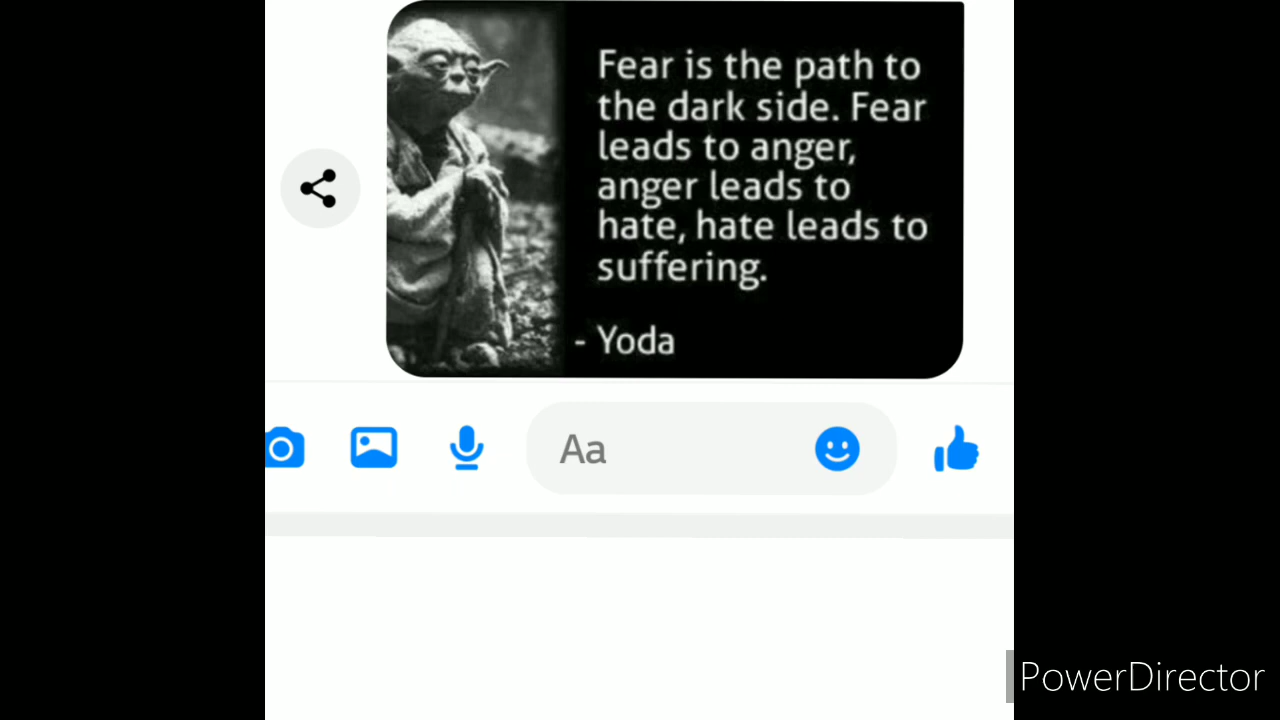 Fear is the path to
the dark side. Fear
leads to anger,
anger leads to
hate, hate leads to
suffering.
- Yoda
Aa
PowerDirector